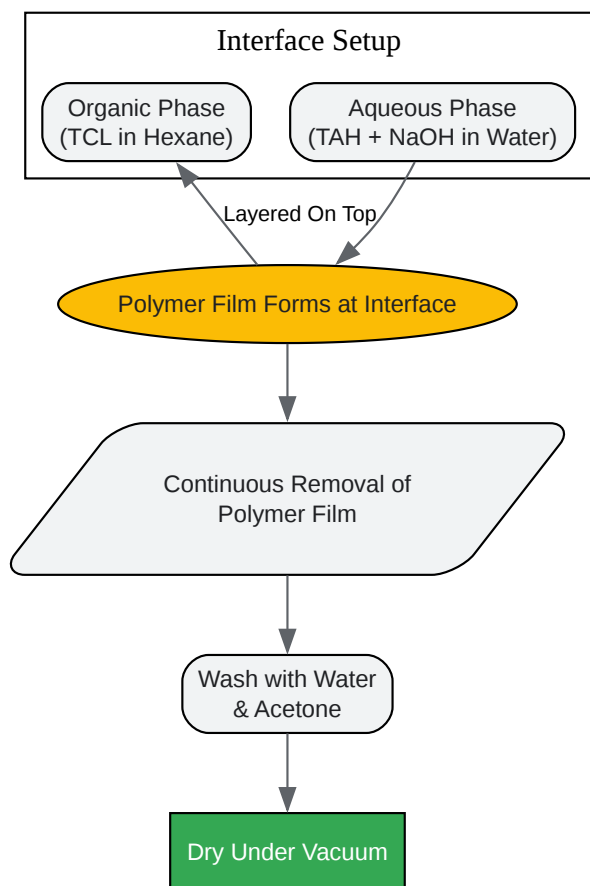 Interface Setup
Organic Phase
(TCL in Hexane)
Aqueous Phase
(TAH + NaOH in Water)
Layered On Top
Polymer Film Forms at Interface
Continuous Removal of
Polymer Film
Wash with Water
& Acetone
Dry Under Vacuum